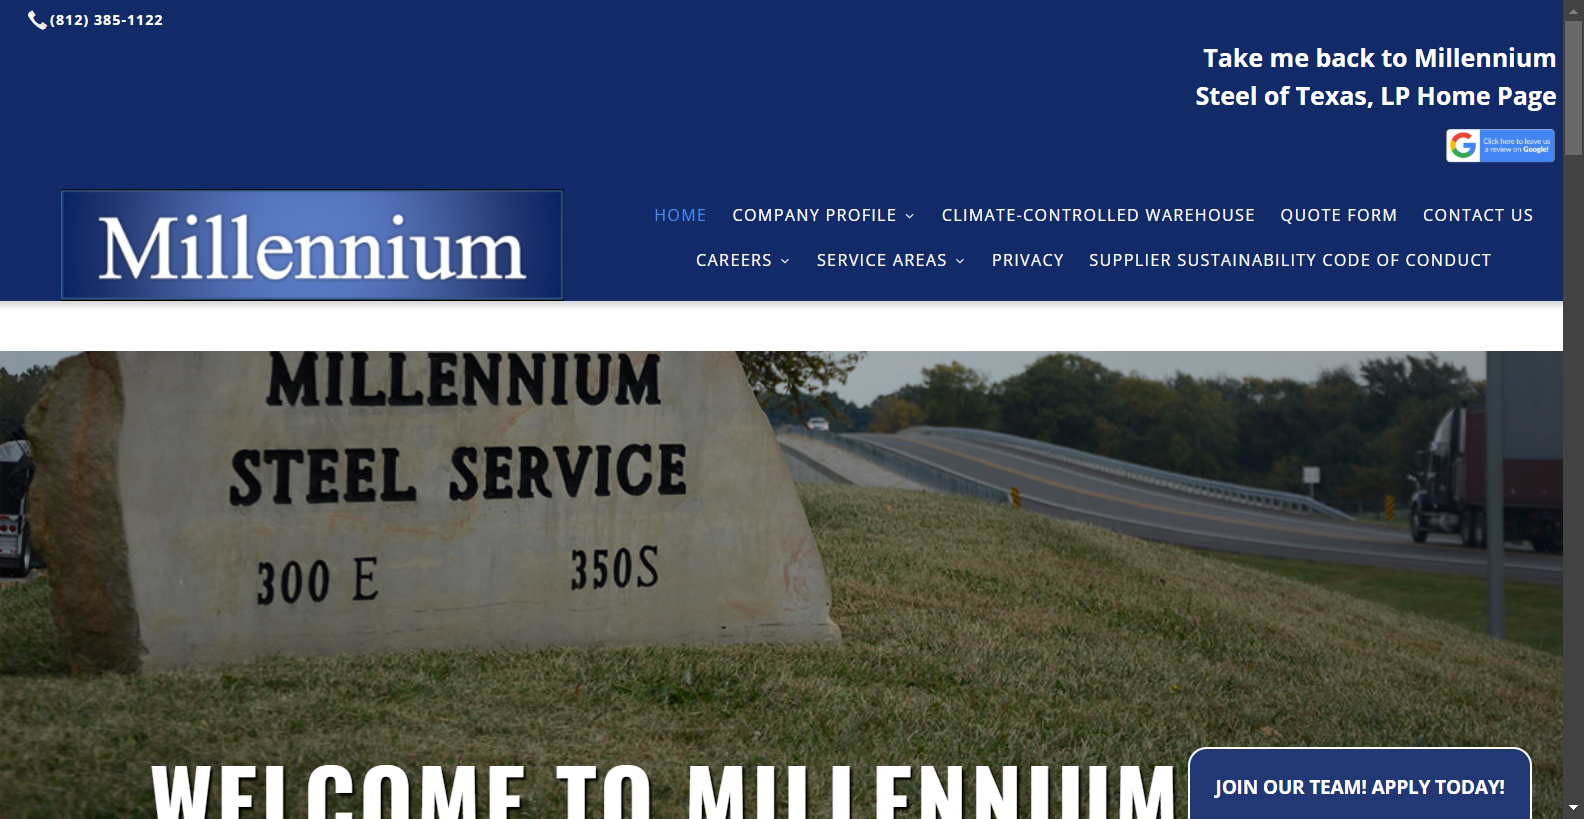 (812) 385-1122
Take me back to Millennium
Steel of Texas, LP Home Page
Click here to leave us
a review on Google!
Millennium
HOME COMPANY PROFILE CLIMATE-CONTROLLED WAREHOUSE QUOTE FORM CONTACT US
CAREERS SERVICE AREAS PRIVACY SUPPLIER SUSTAINABILITY CODE OF CONDUCT
MILLENNIUM
STEEL SERVICE
300 E 350S
WELCOME TO MILLENNIUM
JOIN OUR TEAM! APPLY TODAY!